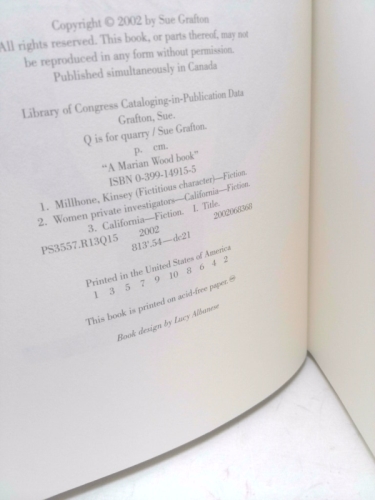 Copyright © 2002 by Sue Grafton
All rights reserved. This book, or parts thereof, may not
be reproduced in any form without permission.
Published simultaneously in Canada
Library of Congress Cataloging-in-Publication Data
Grafton, Sue.
Q is for quarry / Sue Grafton.
p. cm.
"A Marian Wood book"
ISBN 0-399-14915-5
1. Millhone, Kinsey (Fictitious character)—Fiction.
2. Women private investigators—California—Fiction.
3. California—Fiction. I. Title.
PS3557.R13Q15 2002 2002068360
813'.54—dc21
Printed in the United States of America
1 3 5 7 9 10 8 6 4 2
This book is printed on acid-free paper. ♾
Book design by Lucy Albanese